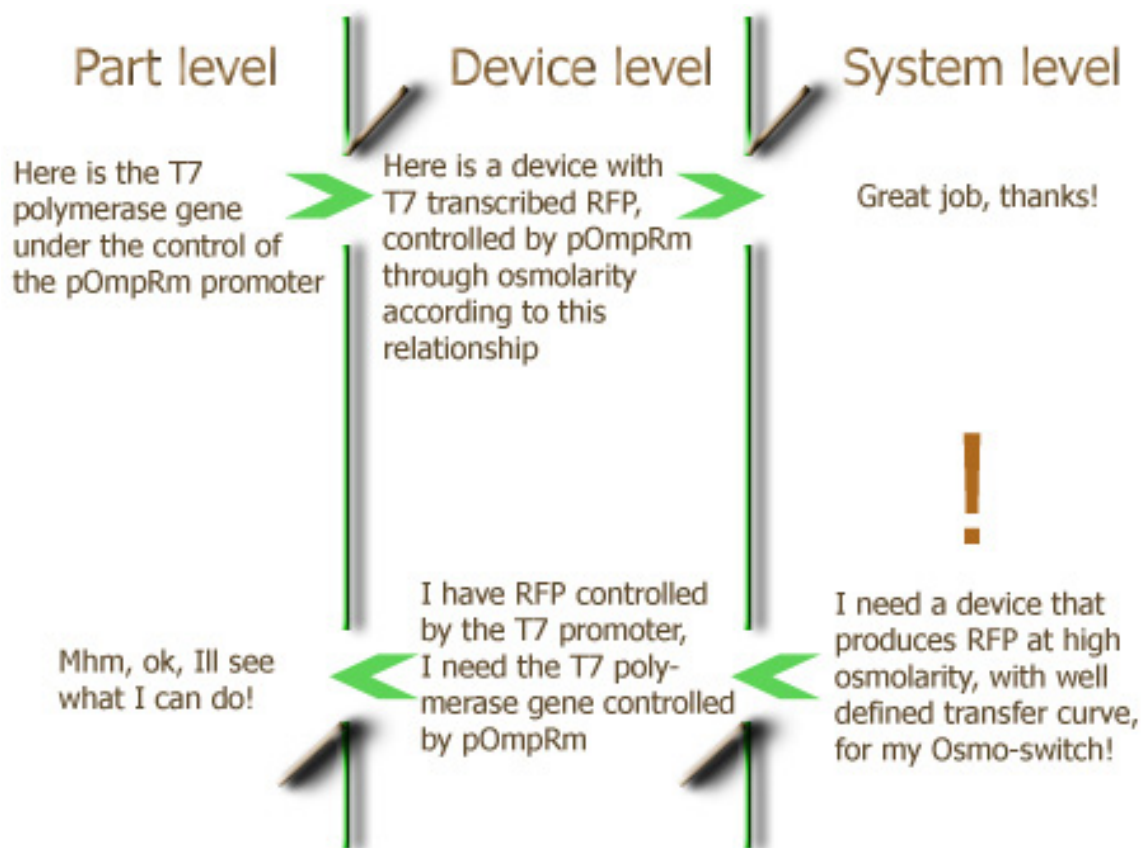 Part level
Device level
System level
Here is the T7
polymerase gene
under the control of
the pOmpRm promoter
Here is a device with
T7 transcribed RFP,
controlled by pOmpRm
through osmolarity
according to this
relationship
Great job, thanks!
!
Mhm, ok, Ill see
what I can do!
I have RFP controlled
by the T7 promoter,
I need the T7 poly-
merase gene controlled
by pOmpRm
I need a device that
produces RFP at high
osmolarity, with well
defined transfer curve,
for my Osmo-switch!